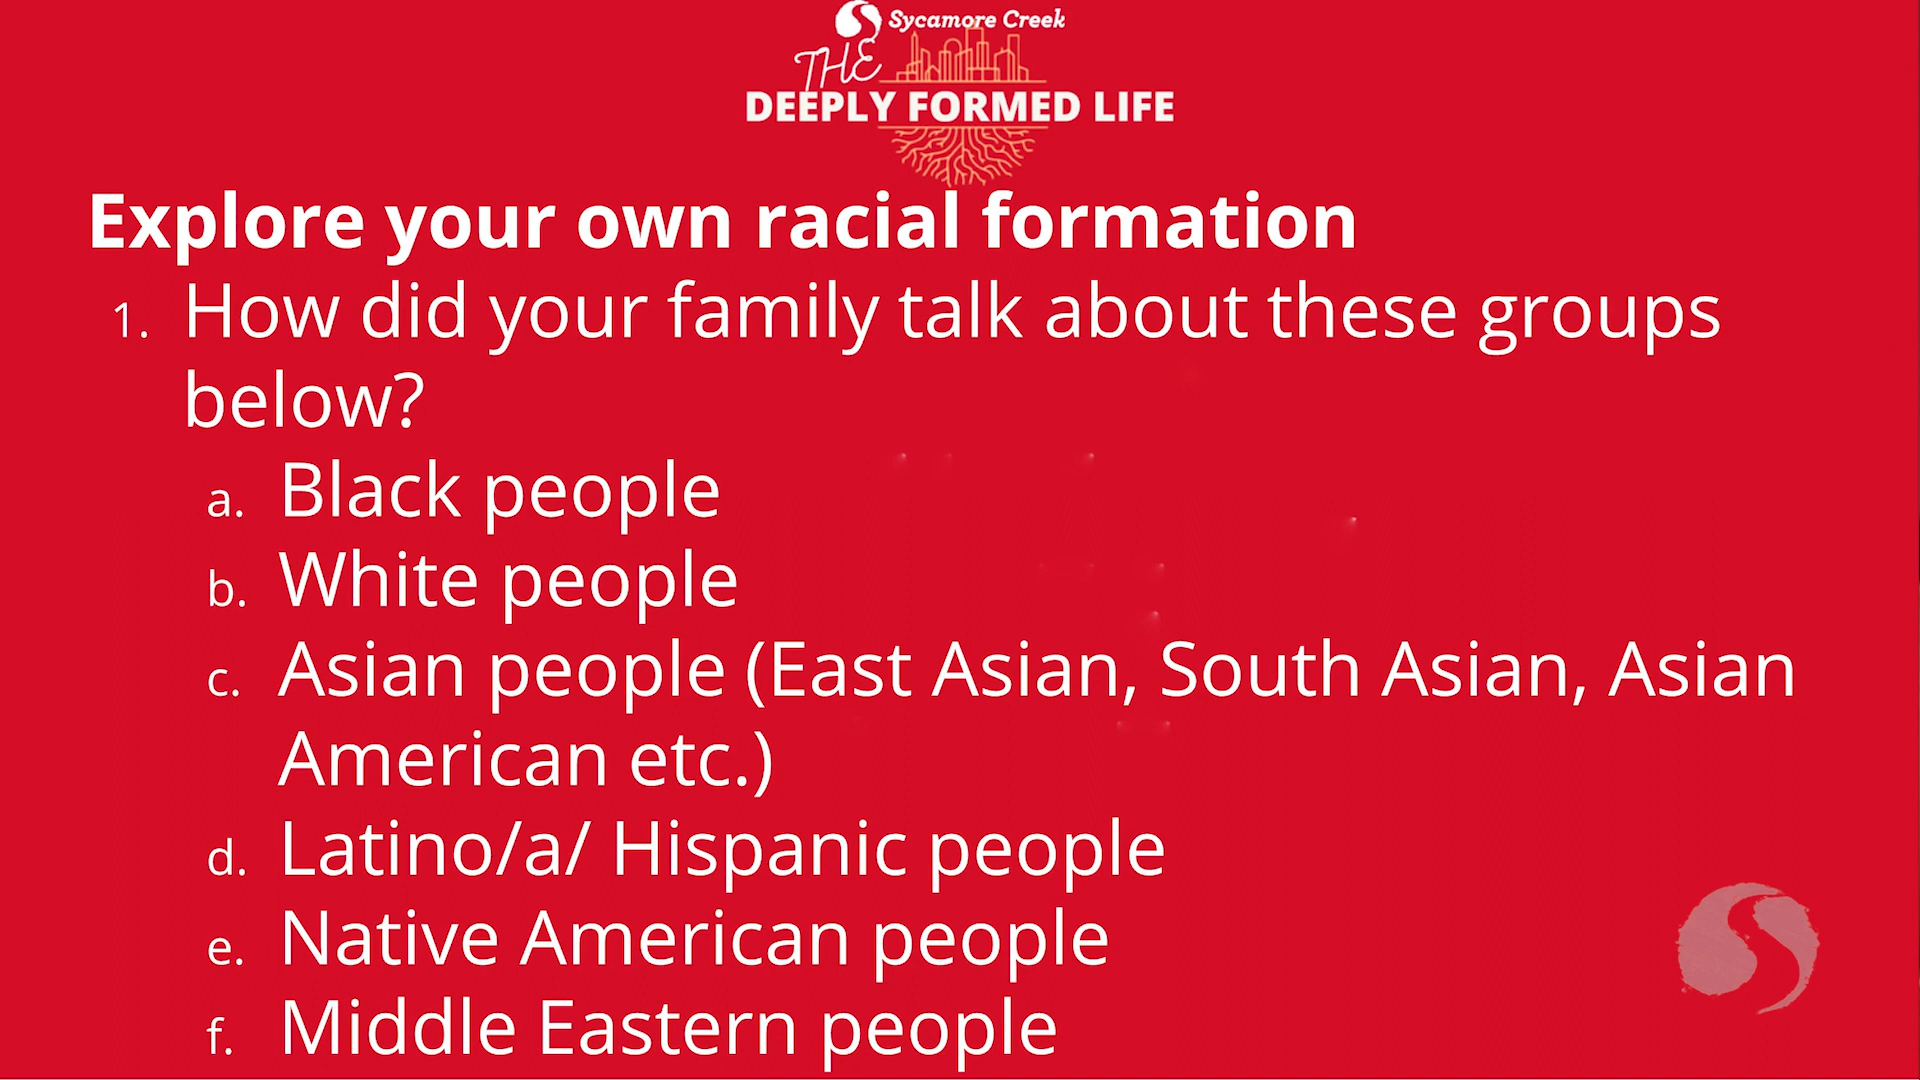 Sycamore Creek
THE
DEEPLY FORMED LIFE
Explore your own racial formation
1. How did your family talk about these groups
below?
a. Black people
b. White people
c. Asian people (East Asian, South Asian, Asian
American etc.)
d. Latino/a/ Hispanic people
e. Native American people
f. Middle Eastern people